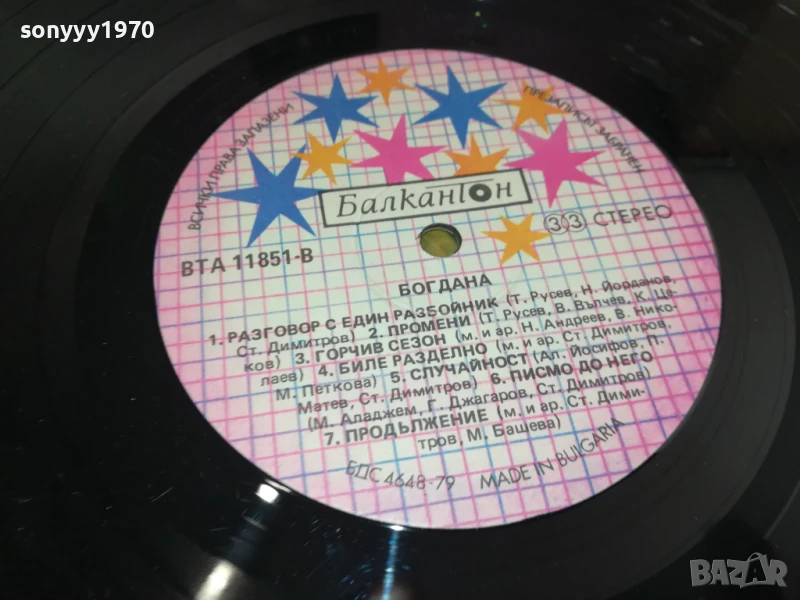 sonyyy1970
ВСИЧКИ ПРАВА ЗАПАЗЕНИ
ПРЕЗАПИСЪТ ЗАБРАНЕН
Балкантон
ВТА 11851-В
33 СТЕРЕО
БОГДАНА
1. РАЗГОВОР С ЕДИН РАЗБОЙНИК (Т. Русев, Н. Йорданов,
Ст. Димитров) 2. ПРОМЕНИ (Т. Русев, В. Вълчев, К. Це-
ков) 3. ГОРЧИВ СЕЗОН (м. и ар. Н. Андреев, В. Нико-
лаев) 4. БИЛЕ РАЗДЕЛНО (м. и ар. Ст. Димитров,
М. Петкова) 5. СЛУЧАЙНОСТ (Ал. Йосифов, П.
Матев, Ст. Димитров) 6. ПИСМО ДО НЕГО
(М. Аладжем, Г. Джагаров, Ст. Димитров)
7. ПРОДЪЛЖЕНИЕ (м. и ар. Ст. Дими-
тров, М. Башева)
БДС 4648-79 MADE IN BULGARIA
BAZAR